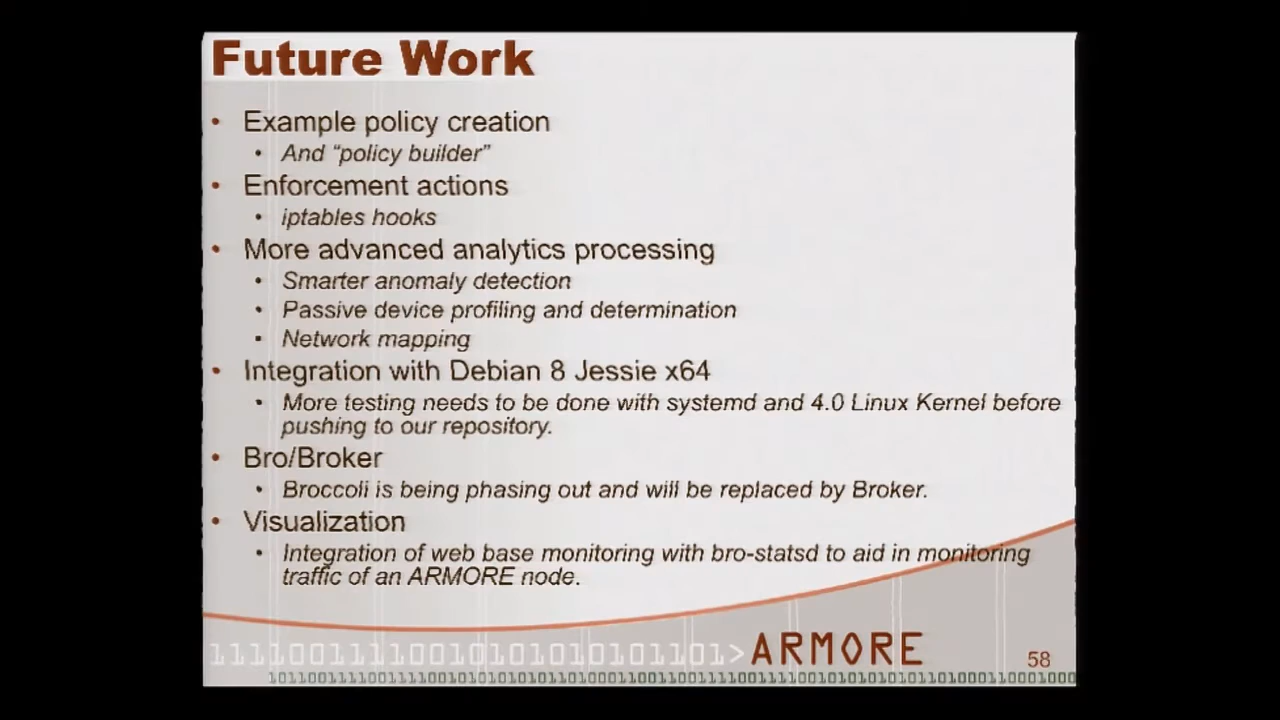 Future Work
• Example policy creation
• And “policy builder”
• Enforcement actions
• iptables hooks
• More advanced analytics processing
• Smarter anomaly detection
• Passive device profiling and determination
• Network mapping
• Integration with Debian 8 Jessie x64
• More testing needs to be done with systemd and 4.0 Linux Kernel before
pushing to our repository.
• Bro/Broker
• Broccoli is being phasing out and will be replaced by Broker.
• Visualization
• Integration of web base monitoring with bro-statsd to aid in monitoring
traffic of an ARMORE node.
>ARMORE
58